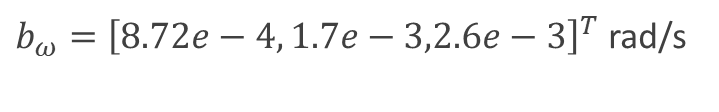 b_ω = [8.72e − 4, 1.7e − 3,2.6e − 3]^T rad/s